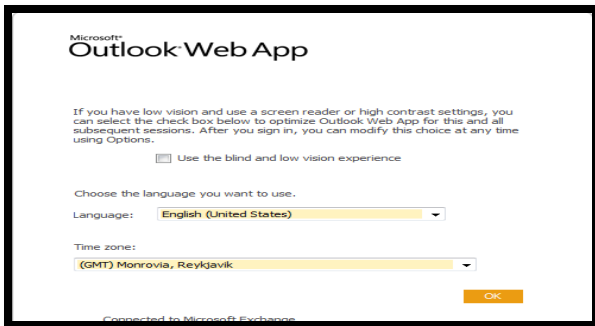 Microsoft®
Outlook Web App
If you have low vision and use a screen reader or high contrast settings, you
can select the check box below to optimize Outlook Web App for this and all
subsequent sessions. After you sign in, you can modify this choice at any time
using Options.
Use the blind and low vision experience
Choose the language you want to use.
Language: English (United States)
Time zone:
(GMT) Monrovia, Reykjavik
OK
Connected to Microsoft Exchange